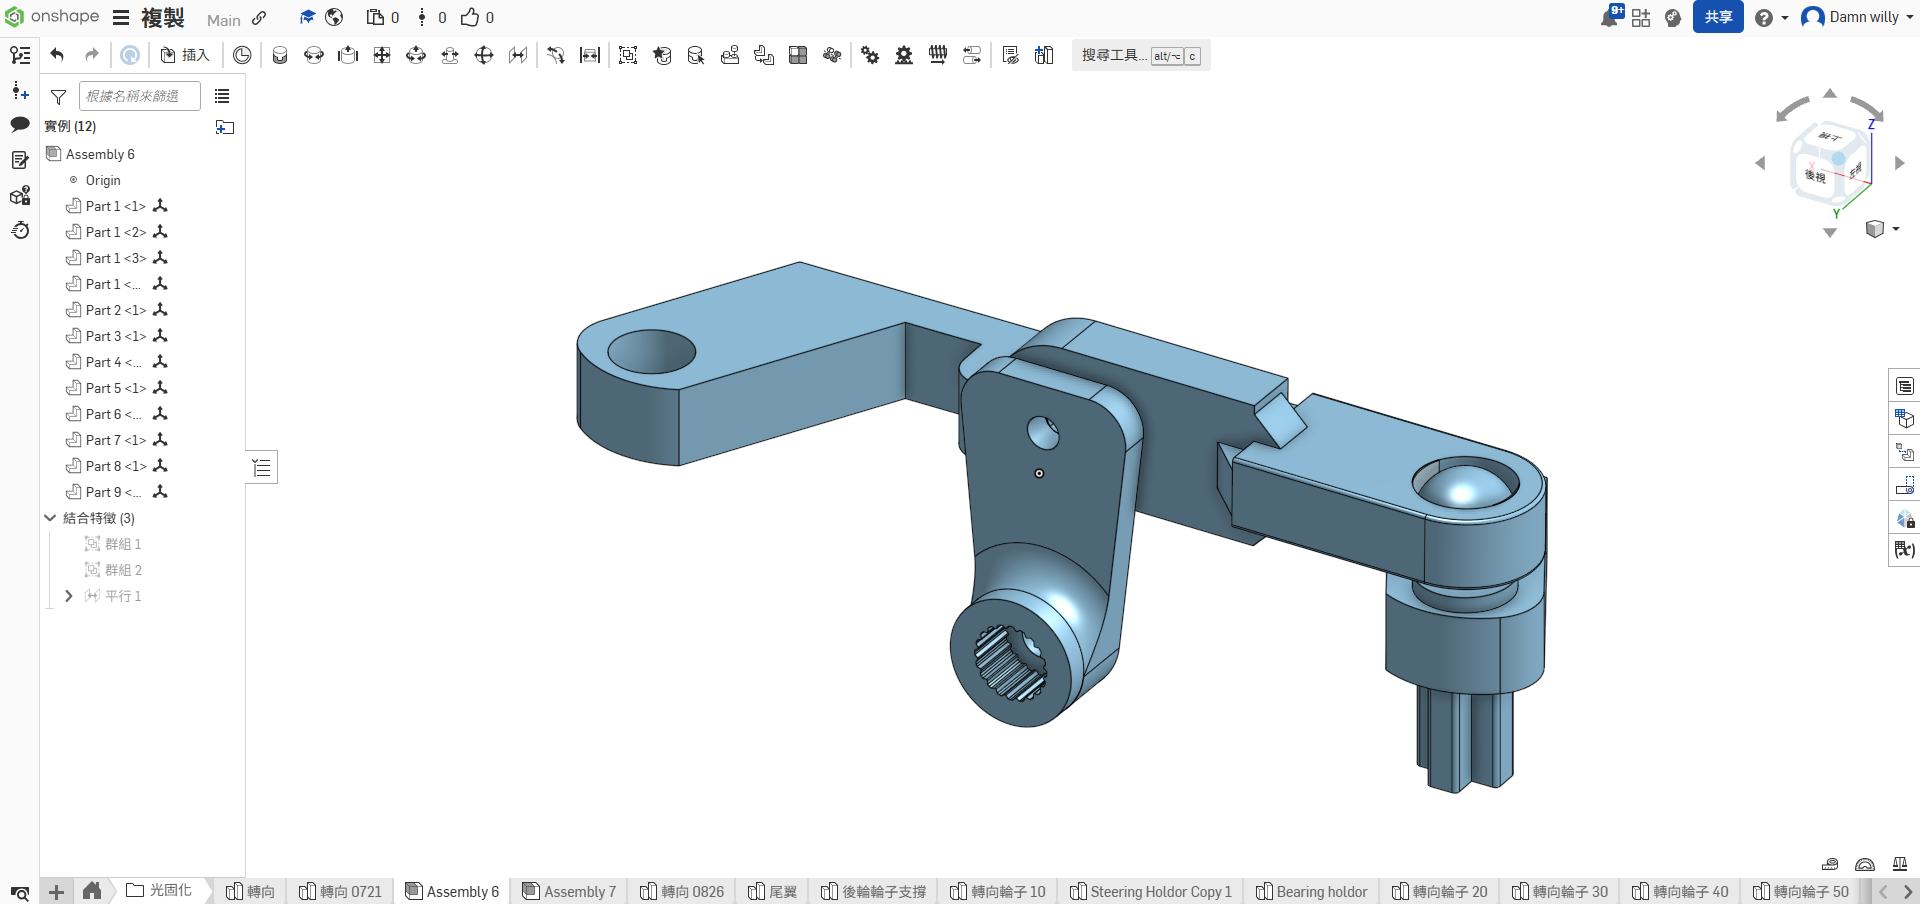 onshape 複製 Main 0 0 0 9+ 共享 Damn willy
插入 搜尋工具... alt/⌥ c
根據名稱來篩選
實例 (12)
Assembly 6
Origin
Part 1 <1>
Part 1 <2>
Part 1 <3>
Part 1 <...
Part 2 <1>
Part 3 <1>
Part 4 <...
Part 5 <1>
Part 6 <...
Part 7 <1>
Part 8 <1>
Part 9 <...
結合特徵 (3)
群組 1
群組 2
平行 1
Z
X
後視
Y
光固化 轉向 轉向 0721 Assembly 6 Assembly 7 轉向 0826 尾翼 後輪輪子支撐 轉向輪子 10 Steering Holdor Copy 1 Bearing holdor 轉向輪子 20 轉向輪子 30 轉向輪子 40 轉向輪子 50